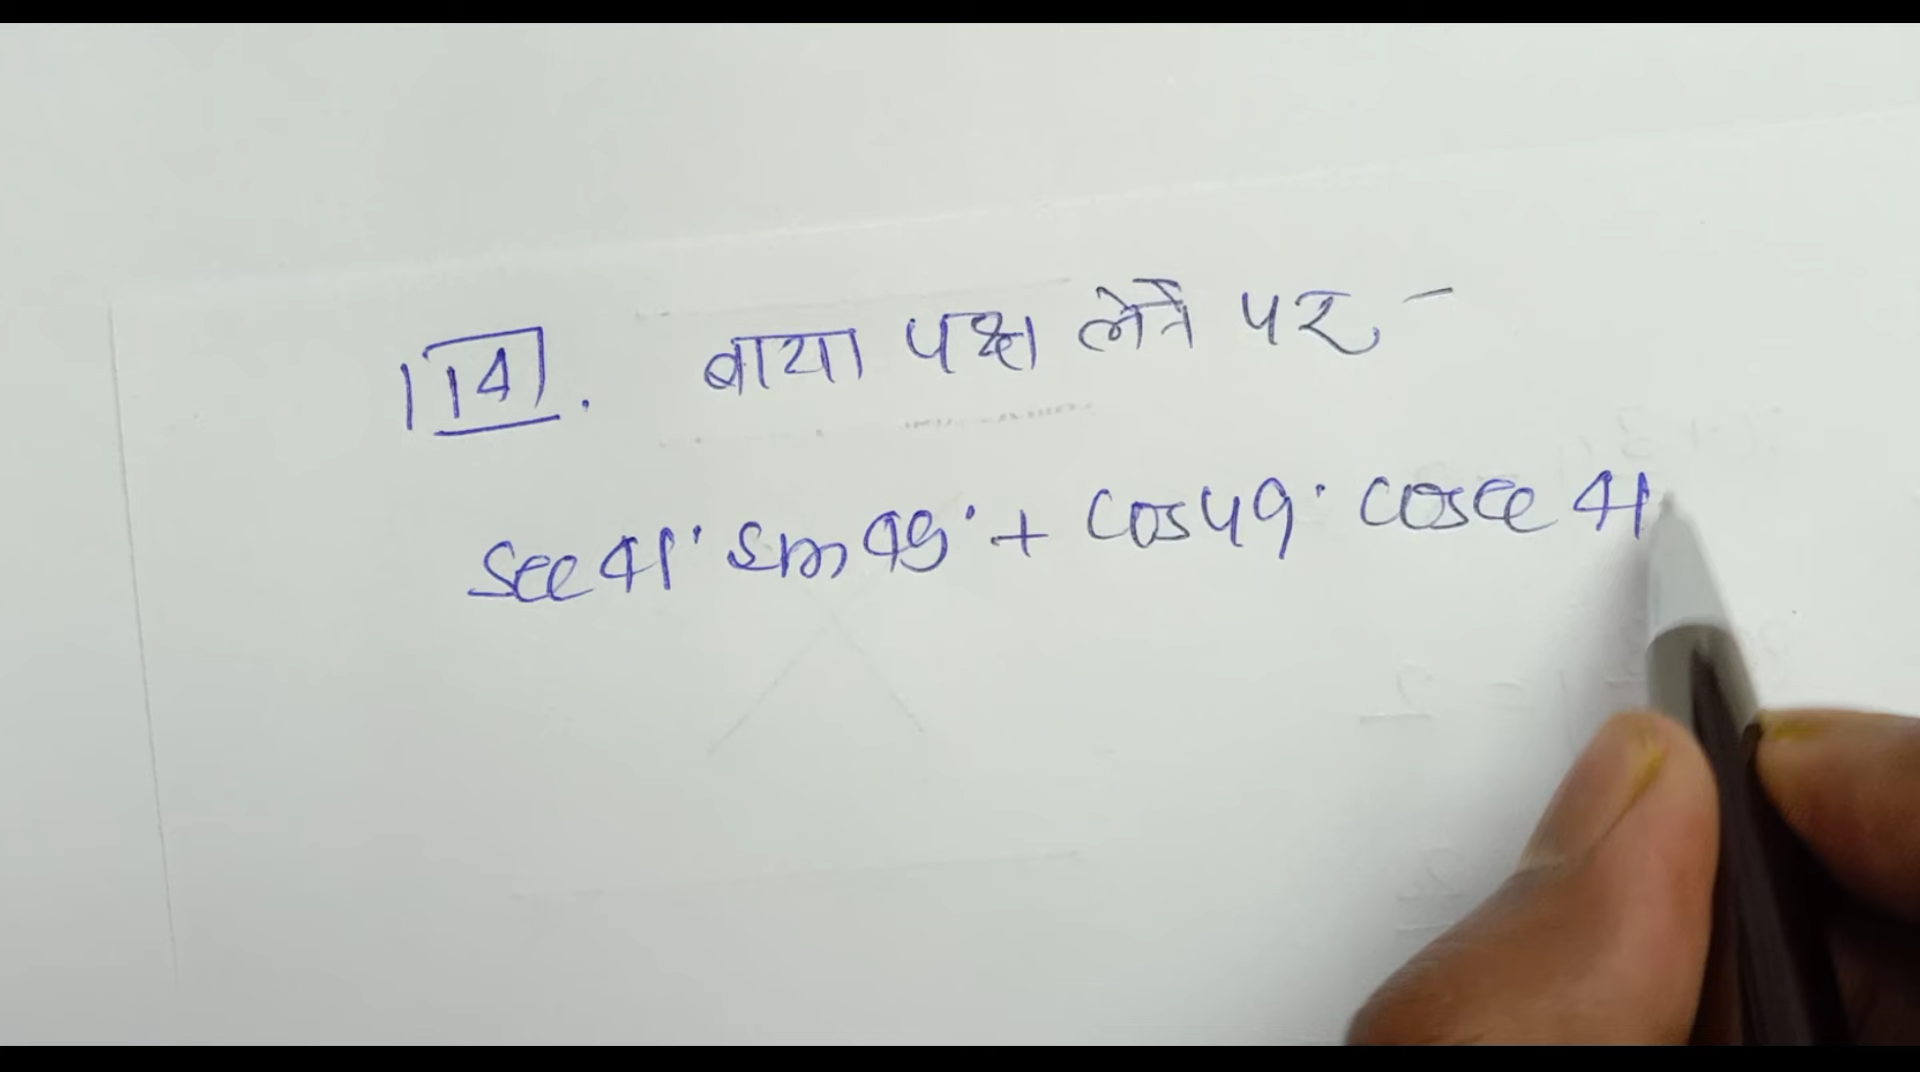 14. बाया पक्ष लेने पर -
sec 41° sin 49° + cos 49° cosec 41